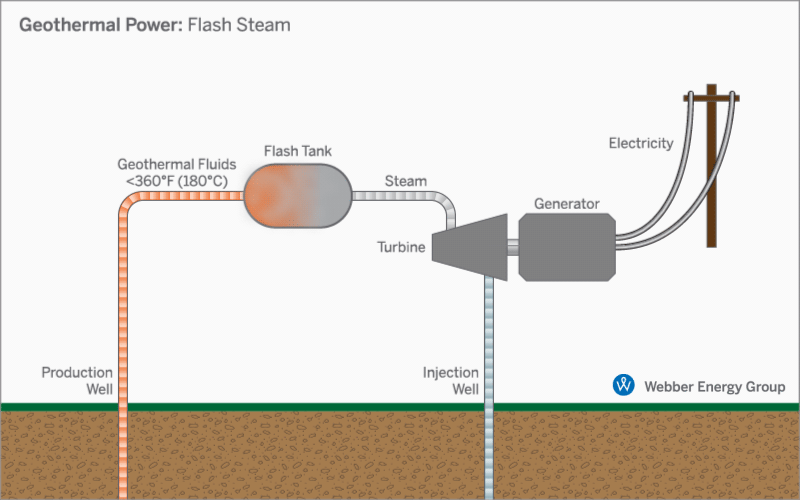 Geothermal Power: Flash Steam
Geothermal Fluids
<360°F (180°C)
Flash Tank
Steam
Electricity
Generator
Turbine
Production
Well
Injection
Well
Webber Energy Group